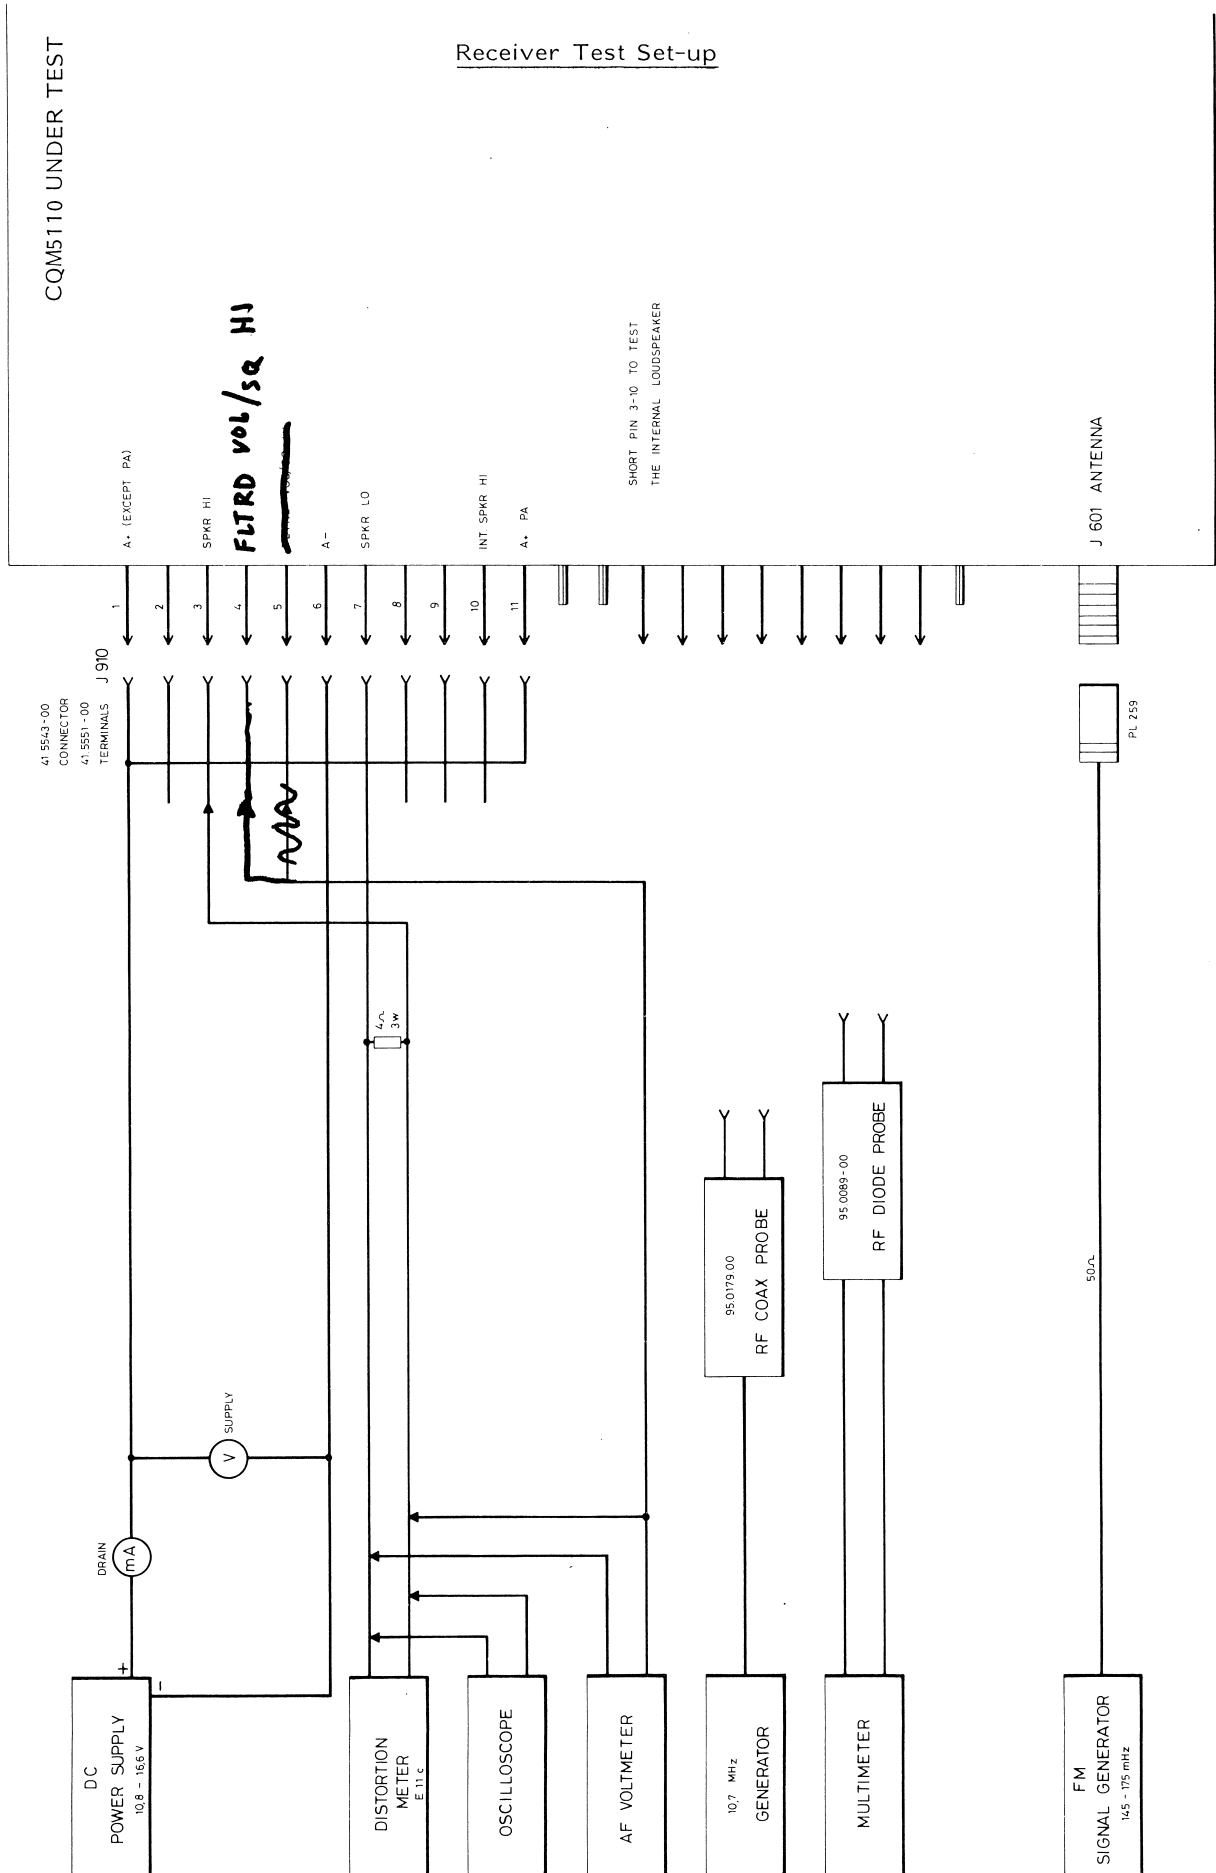 Receiver Test Set-up
CQM5110 UNDER TEST
A+ (EXCEPT PA)
SPKR HI
FLTRD VOL/SQ HI
A-
SPKR LO
INT. SPKR HI
A+ PA
SHORT PIN 3-10 TO TEST
THE INTERNAL LOUDSPEAKER
J 601 ANTENNA
1
2
3
4
5
6
7
8
9
10
11
J 910
41 5543-00
CONNECTOR
41 5551-00
TERMINALS
PL 259
4Ω
3W
95.0179.00
RF COAX PROBE
95.0089-00
RF DIODE PROBE
50Ω
V
SUPPLY
DRAIN
mA
+
-
DC
POWER SUPPLY
10,8 - 16,6 V
DISTORTION
METER
E 11 c
OSCILLOSCOPE
AF VOLTMETER
10,7 MHz
GENERATOR
MULTIMETER
FM
SIGNAL GENERATOR
145 - 175 mHz